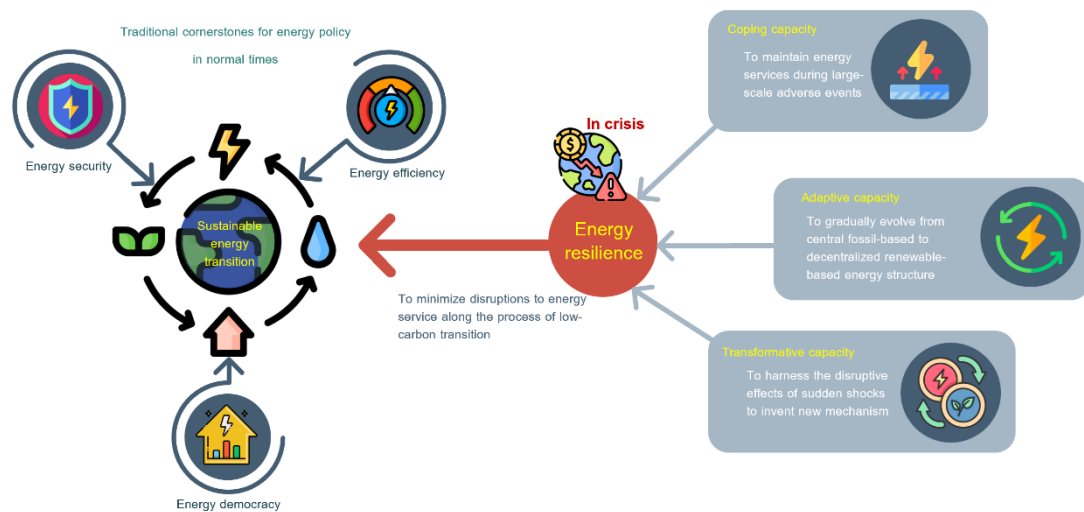 Traditional cornerstones for energy policy
in normal times
Energy security
Energy efficiency
Sustainable
energy
transition
Energy democracy
In crisis
$
!
Energy
resilience
To minimize disruptions to energy
service along the process of low-
carbon transition
Coping capacity
To maintain energy
services during large-
scale adverse events
Adaptive capacity
To gradually evolve from
central fossil-based to
decentralized renewable-
based energy structure
Transformative capacity
To harness the disruptive
effects of sudden shocks
to invent new mechanism